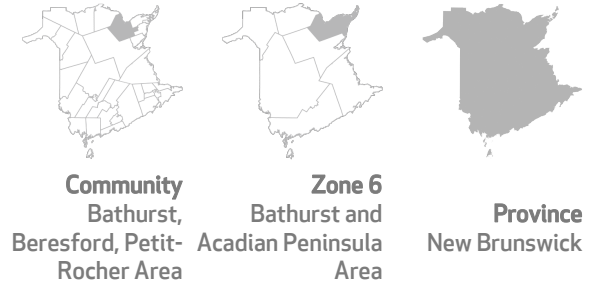 Community
Bathurst,
Beresford, Petit-
Rocher Area
Zone 6
Bathurst and
Acadian Peninsula
Area
Province
New Brunswick